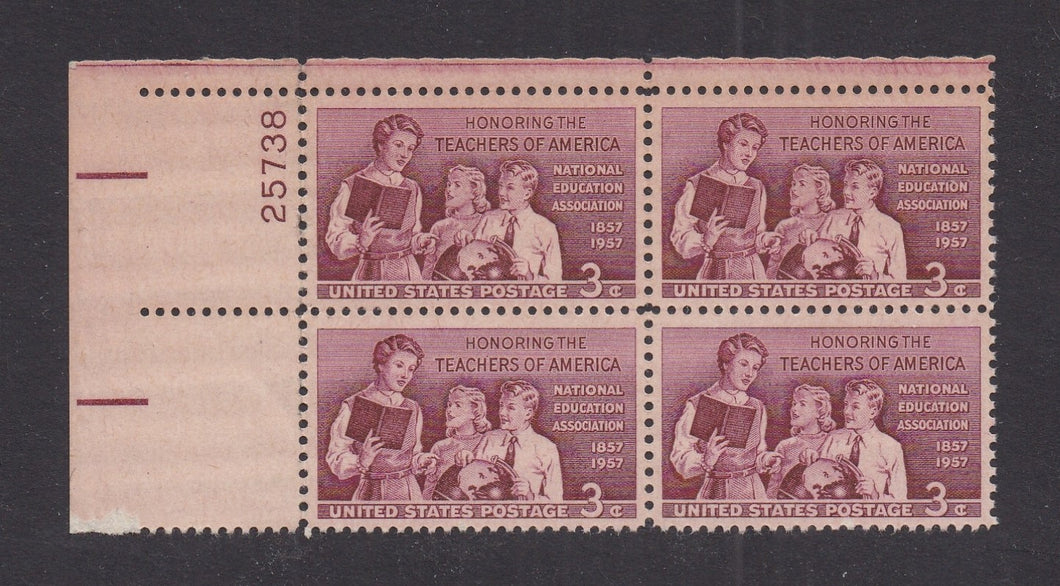 25738
HONORING THE
TEACHERS OF AMERICA
NATIONAL
EDUCATION
ASSOCIATION
1857
1957
UNITED STATES POSTAGE 3¢
HONORING THE
TEACHERS OF AMERICA
NATIONAL
EDUCATION
ASSOCIATION
1857
1957
UNITED STATES POSTAGE 3¢
HONORING THE
TEACHERS OF AMERICA
NATIONAL
EDUCATION
ASSOCIATION
1857
1957
UNITED STATES POSTAGE 3¢
HONORING THE
TEACHERS OF AMERICA
NATIONAL
EDUCATION
ASSOCIATION
1857
1957
UNITED STATES POSTAGE 3¢